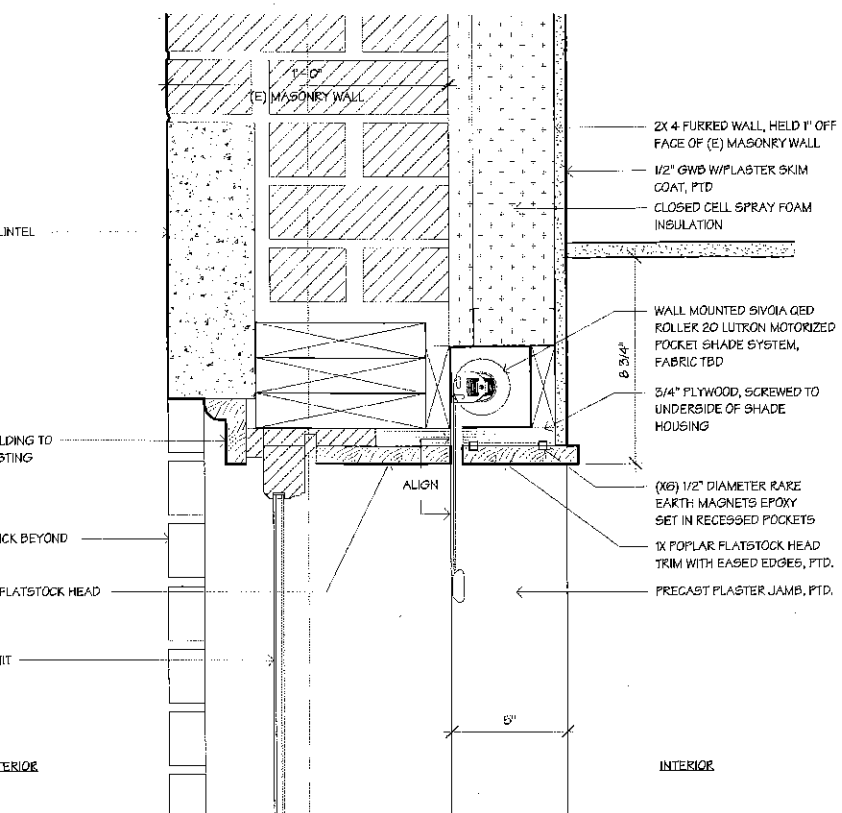 1'-0"
(E) MASONRY WALL
2X 4 FURRED WALL, HELD 1" OFF
FACE OF (E) MASONRY WALL
1/2" GWB W/PLASTER SKIM
COAT, PTD
CLOSED CELL SPRAY FOAM
INSULATION
LINTEL
WALL MOUNTED SIVOIA QED
ROLLER 20 LUTRON MOTORIZED
POCKET SHADE SYSTEM,
FABRIC TBD
8 3/4"
3/4" PLYWOOD, SCREWED TO
UNDERSIDE OF SHADE
HOUSING
LDING TO
STING
ALIGN
(X6) 1/2" DIAMETER RARE
EARTH MAGNETS EPOXY
SET IN RECESSED POCKETS
ICK BEYOND
1X POPLAR FLATSTOCK HEAD
TRIM WITH EASED EDGES, PTD.
FLATSTOCK HEAD
PRECAST PLASTER JAMB, PTD.
NIT
5"
TERIOR
INTERIOR